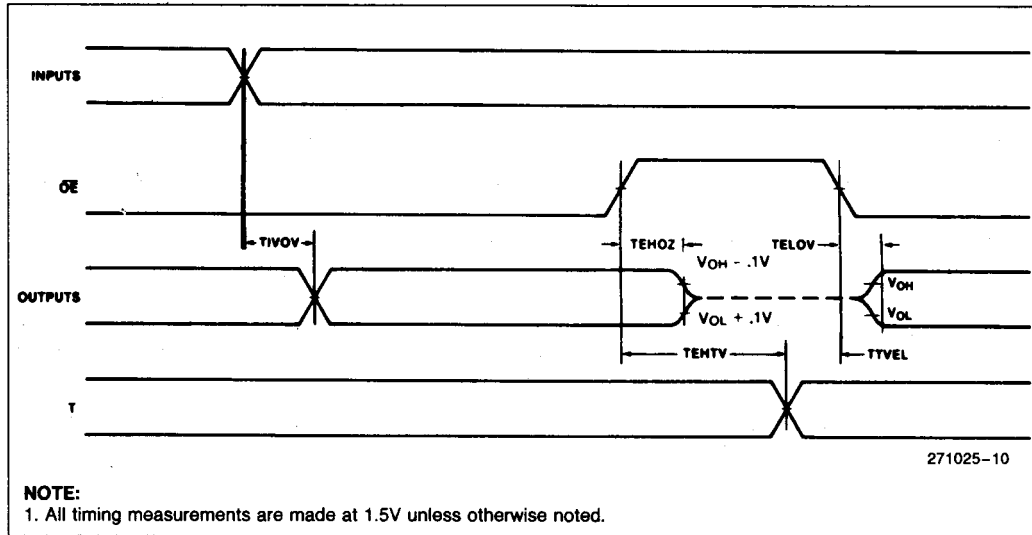 INPUTS
OE
TIVOV
TEHOZ
TELOV
VOH - .1V
OUTPUTS
VOH
VOL + .1V
VOL
TEHTV
TTVEL
T
271025-10
NOTE:
1. All timing measurements are made at 1.5V unless otherwise noted.